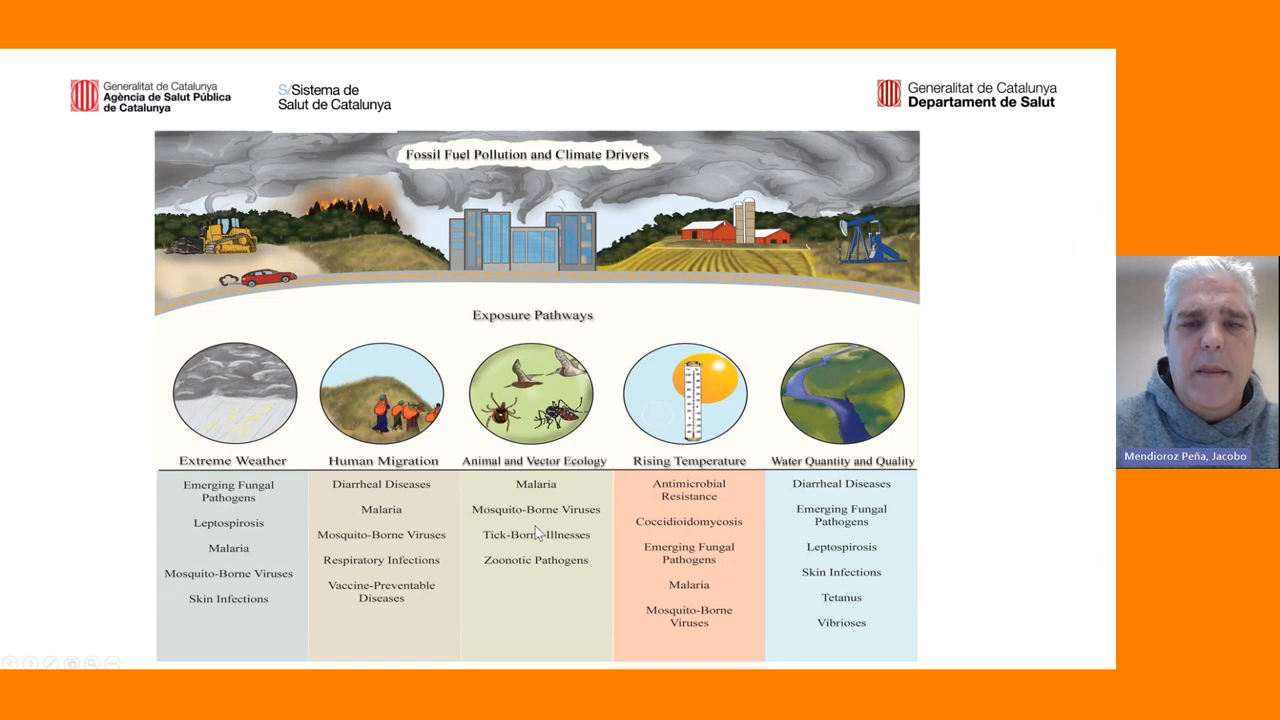 Generalitat de Catalunya
Agència de Salut Pública
de Catalunya
S/Sistema de
Salut de Catalunya
Generalitat de Catalunya
Departament de Salut
Fossil Fuel Pollution and Climate Drivers
Exposure Pathways
Extreme Weather
Emerging Fungal
Pathogens
Leptospirosis
Malaria
Mosquito-Borne Viruses
Skin Infections
Human Migration
Diarrheal Diseases
Malaria
Mosquito-Borne Viruses
Respiratory Infections
Vaccine-Preventable
Diseases
Animal and Vector Ecology
Malaria
Mosquito-Borne Viruses
Tick-Borne Illnesses
Zoonotic Pathogens
Rising Temperature
Antimicrobial
Resistance
Coccidioidomycosis
Emerging Fungal
Pathogens
Malaria
Mosquito-Borne
Viruses
Water Quantity and Quality
Diarrheal Diseases
Emerging Fungal
Pathogens
Leptospirosis
Skin Infections
Tetanus
Vibrioses
Mendioroz Peña, Jacobo